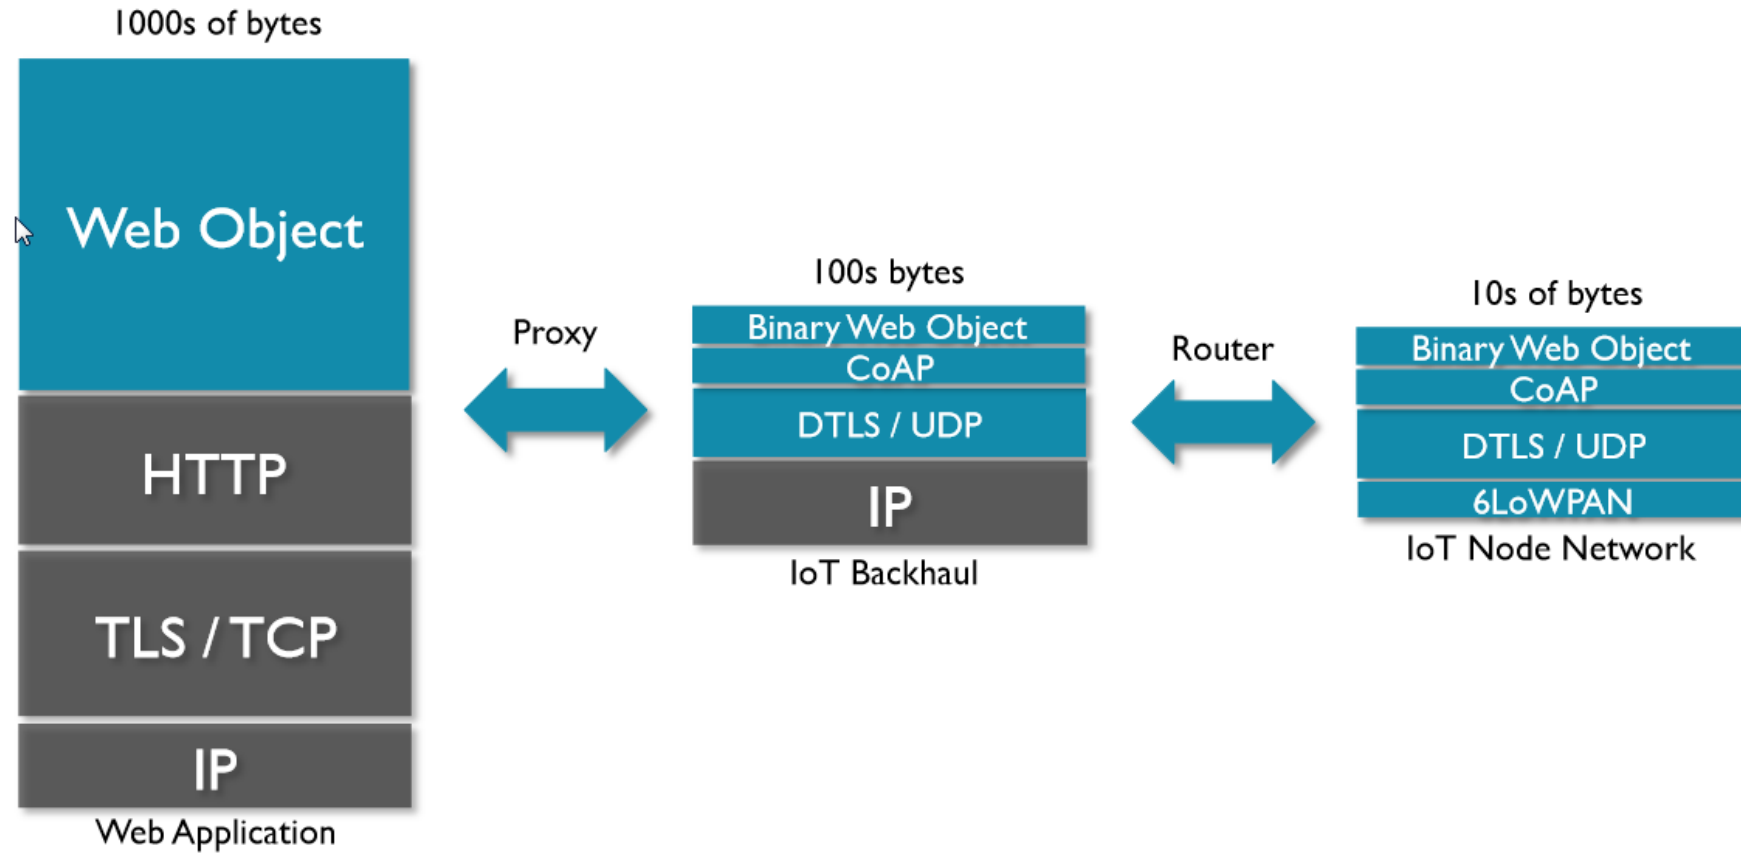 1000s of bytes
Web Object
HTTP
TLS / TCP
IP
Web Application
Proxy
100s bytes
Binary Web Object
CoAP
DTLS / UDP
IP
IoT Backhaul
Router
10s of bytes
Binary Web Object
CoAP
DTLS / UDP
6LoWPAN
IoT Node Network